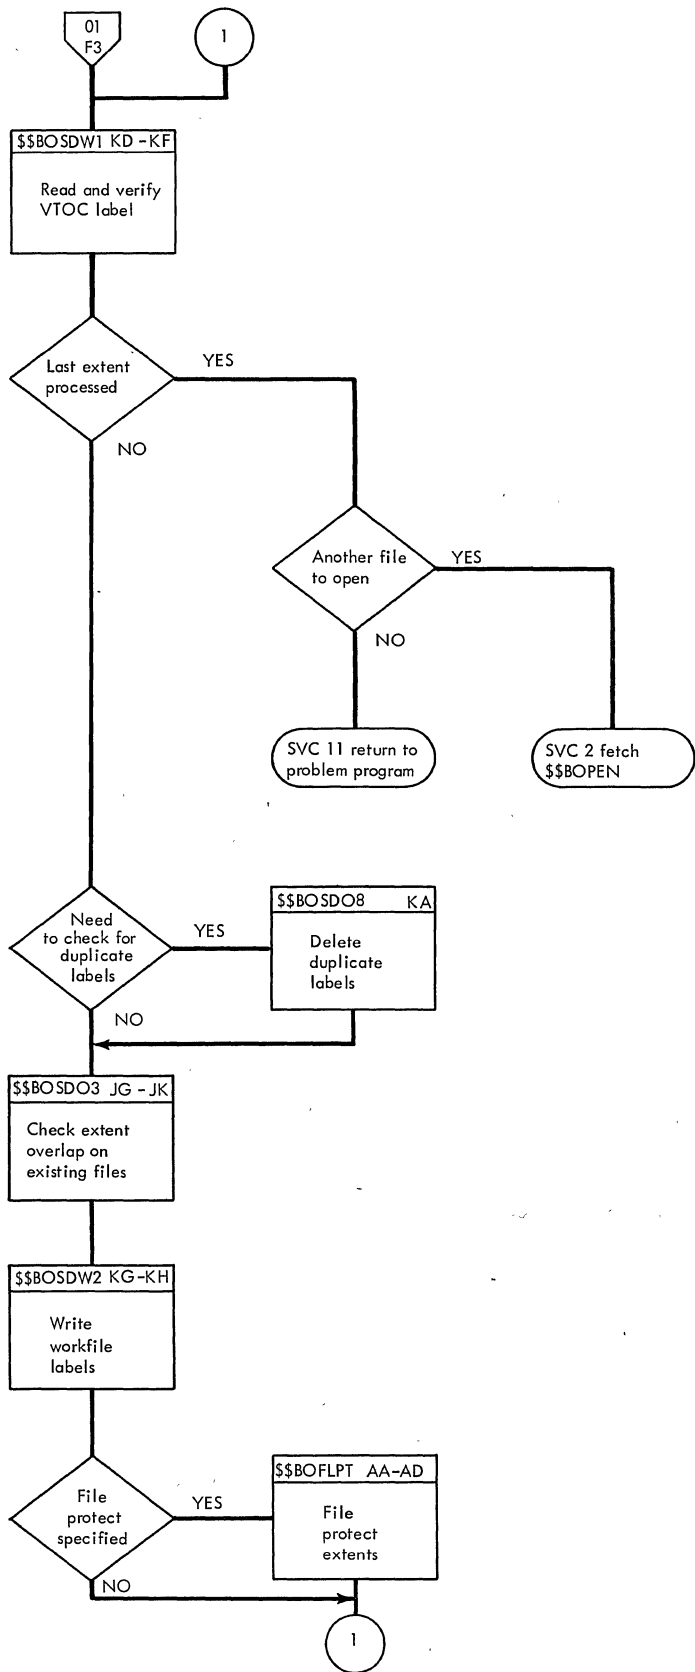 01
F3
1
$$BOSDW1 KD-KF
Read and verify
VTOC label
Last extent
processed
YES
NO
Another file
to open
YES
NO
SVC 11 return to
problem program
SVC 2 fetch
$$BOPEN
Need
to check for
duplicate
labels
YES
NO
$$BOSDO8 KA
Delete
duplicate
labels
$$BOSDO3 JG-JK
Check extent
overlap on
existing files
$$BOSDW2 KG-KH
Write
workfile
labels
File
protect
specified
YES
NO
$$BOFLPT AA-AD
File
protect
extents
1